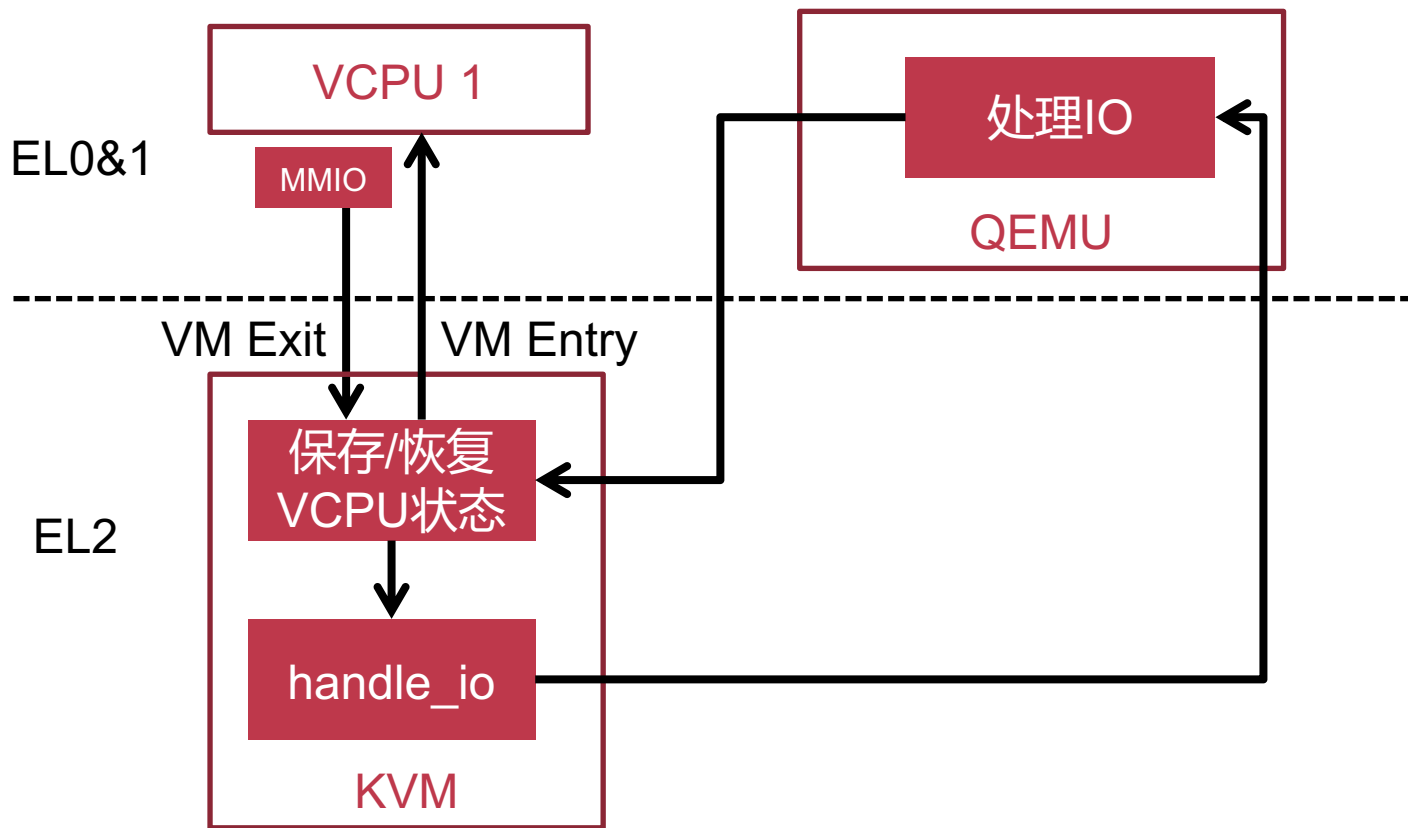 VCPU 1
处理IO
EL0&1
MMIO
QEMU
VM Exit
VM Entry
保存/恢复
VCPU状态
EL2
handle_io
KVM